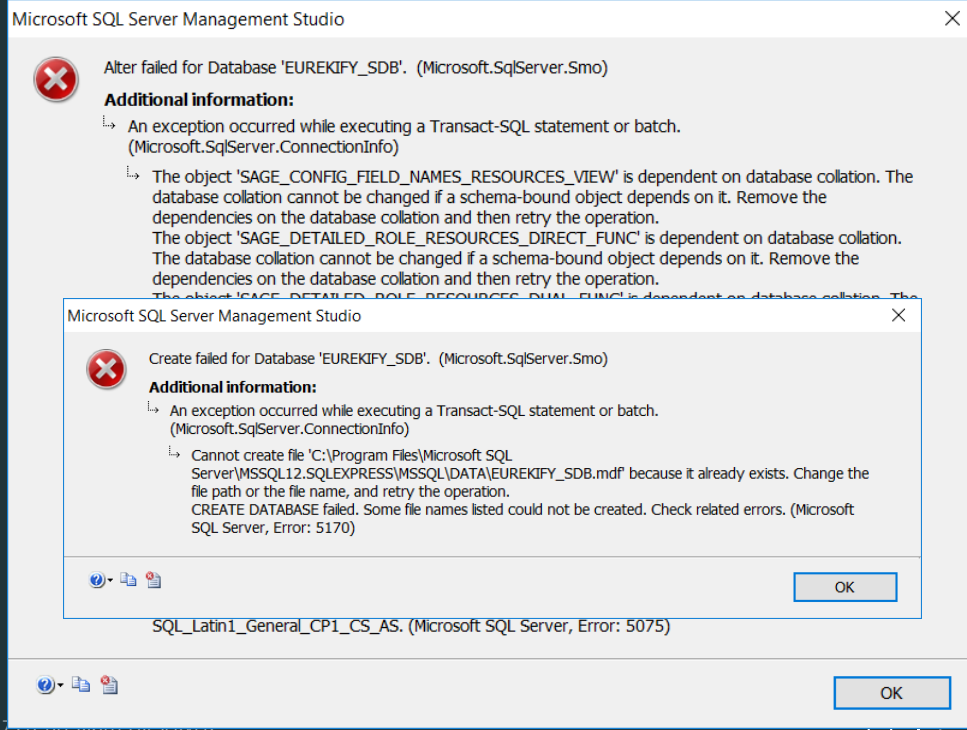 Microsoft SQL Server Management Studio
Alter failed for Database 'EUREKIFY_SDB'. (Microsoft.SqlServer.Smo)
Additional information:
An exception occurred while executing a Transact-SQL statement or batch.
(Microsoft.SqlServer.ConnectionInfo)
The object 'SAGE_CONFIG_FIELD_NAMES_RESOURCES_VIEW' is dependent on database collation. The
database collation cannot be changed if a schema-bound object depends on it. Remove the
dependencies on the database collation and then retry the operation.
The object 'SAGE_DETAILED_ROLE_RESOURCES_DIRECT_FUNC' is dependent on database collation.
The database collation cannot be changed if a schema-bound object depends on it. Remove the
dependencies on the database collation and then retry the operation.
The object 'SAGE_DETAILED_ROLE_RESOURCES_DUAL_FUNC' is dependent on database collation. The
Microsoft SQL Server Management Studio
Create failed for Database 'EUREKIFY_SDB'. (Microsoft.SqlServer.Smo)
Additional information:
An exception occurred while executing a Transact-SQL statement or batch.
(Microsoft.SqlServer.ConnectionInfo)
Cannot create file 'C:\Program Files\Microsoft SQL
Server\MSSQL12.SQLEXPRESS\MSSQL\DATA\EUREKIFY_SDB.mdf' because it already exists. Change the
file path or the file name, and retry the operation.
CREATE DATABASE failed. Some file names listed could not be created. Check related errors. (Microsoft
SQL Server, Error: 5170)
OK
SQL_Latin1_General_CP1_CS_AS. (Microsoft SQL Server, Error: 5075)
OK